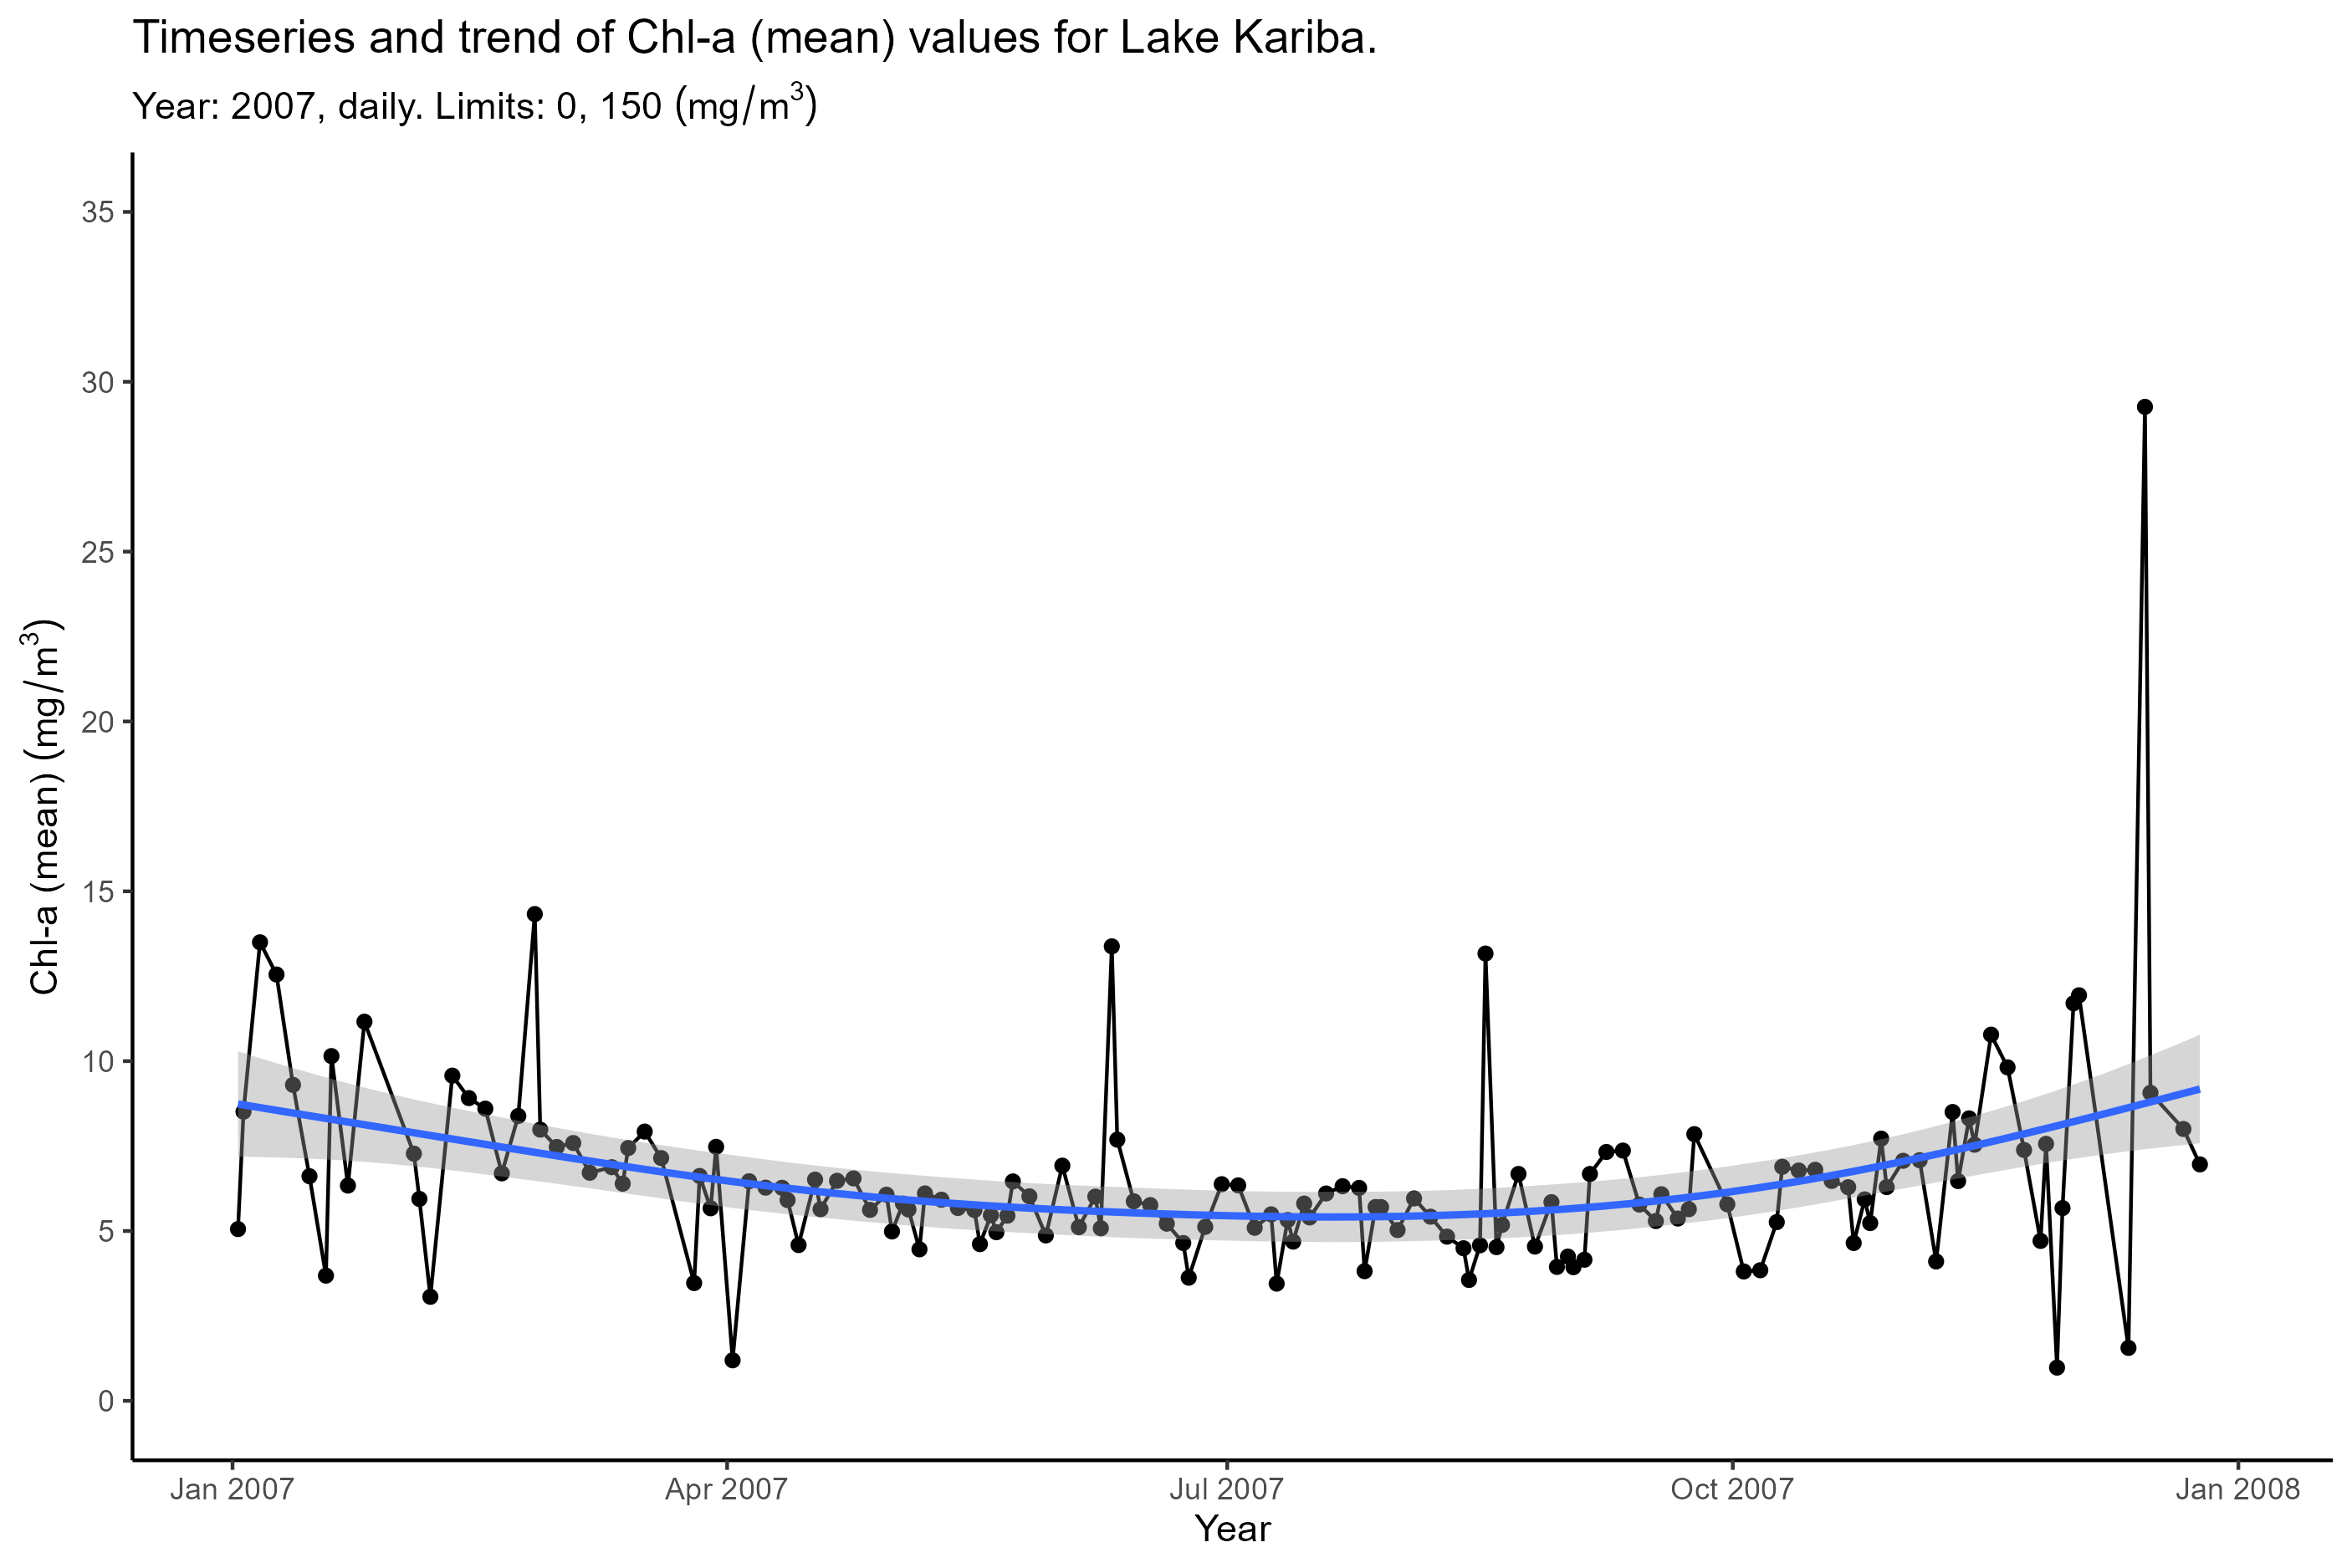 Timeseries and trend of Chl-a (mean) values for Lake Kariba.
Year: 2007, daily. Limits: 0, 150 (mg/m³)
Chl-a (mean) (mg/m³)
35
30
25
20
15
10
5
0
Jan 2007 Apr 2007 Jul 2007 Oct 2007 Jan 2008
Year